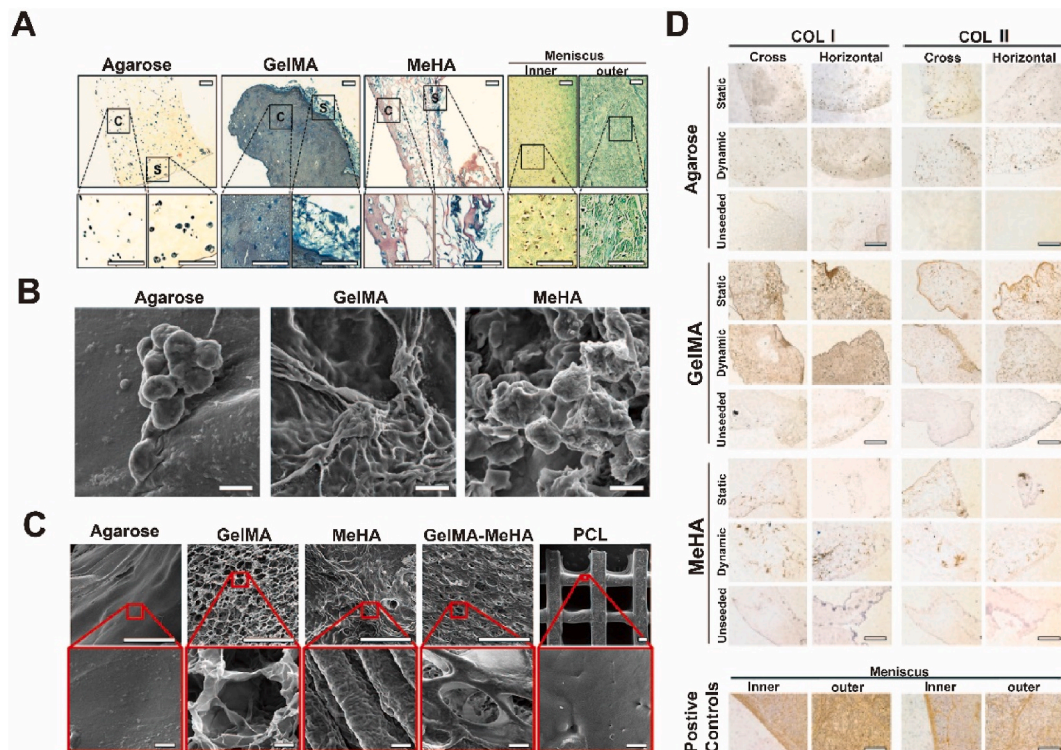 A
Agarose
GelMA
MeHA
Meniscus
Inner outer
C
S
C
S
C
S
B
Agarose
GelMA
MeHA
C
Agarose
GelMA
MeHA
GelMA-MeHA
PCL
D
COL I
COL II
Cross Horizontal Cross Horizontal
Agarose
Static
Dynamic
Unseeded
GelMA
Static
Dynamic
Unseeded
MeHA
Static
Dynamic
Unseeded
Meniscus
Postive Controls
Inner outer Inner outer